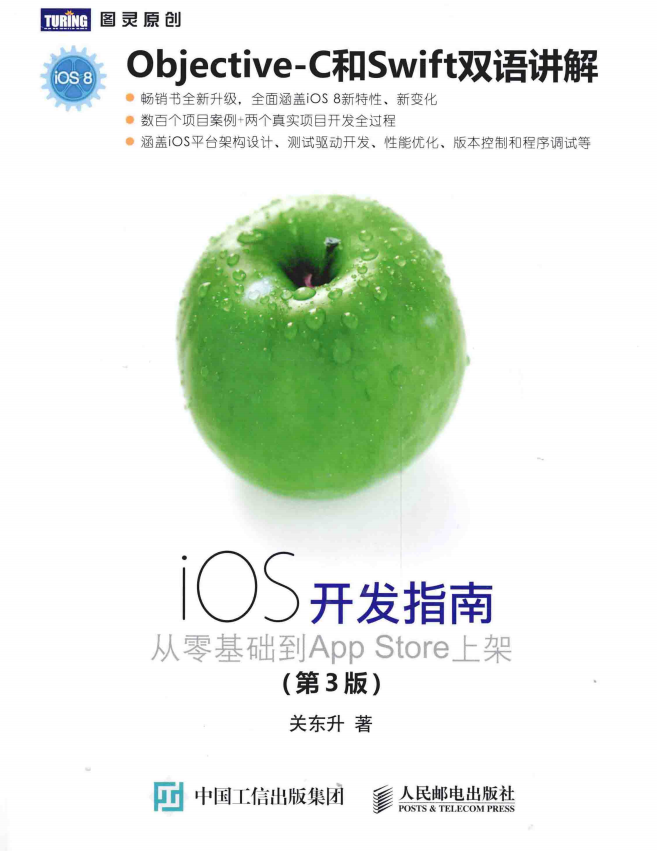 TURING 图灵原创
iOS 8
Objective-C和Swift双语讲解
畅销书全新升级，全面涵盖iOS 8新特性、新变化
数百个项目案例+两个真实项目开发全过程
涵盖iOS平台架构设计、测试驱动开发、性能优化、版本控制和程序调试等
iOS开发指南
从零基础到App Store上架
（第3版）
关东升 著
中国工信出版集团 人民邮电出版社
POSTS & TELECOM PRESS